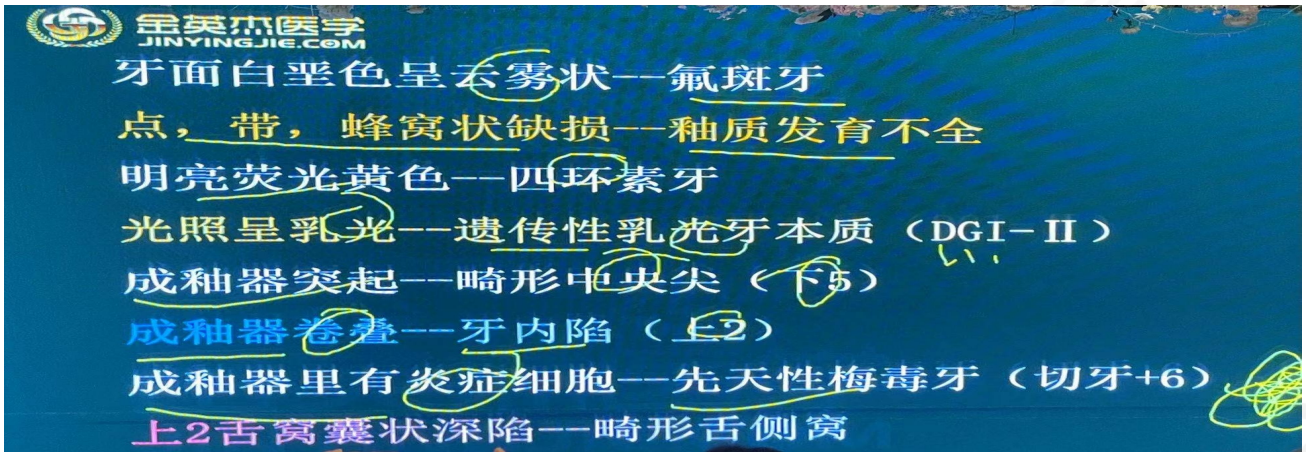 金英杰医学
JINYINGJIE.COM
牙面白垩色呈云雾状--氟斑牙
点，带，蜂窝状缺损--釉质发育不全
明亮荧光黄色--四环素牙
光照呈乳光--遗传性乳光牙本质（DGI-Ⅱ）
成釉器突起--畸形中央尖（下5）
成釉器卷叠--牙内陷（上2）
成釉器里有炎症细胞--先天性梅毒牙（切牙+6）
上2舌窝囊状深陷--畸形舌侧窝